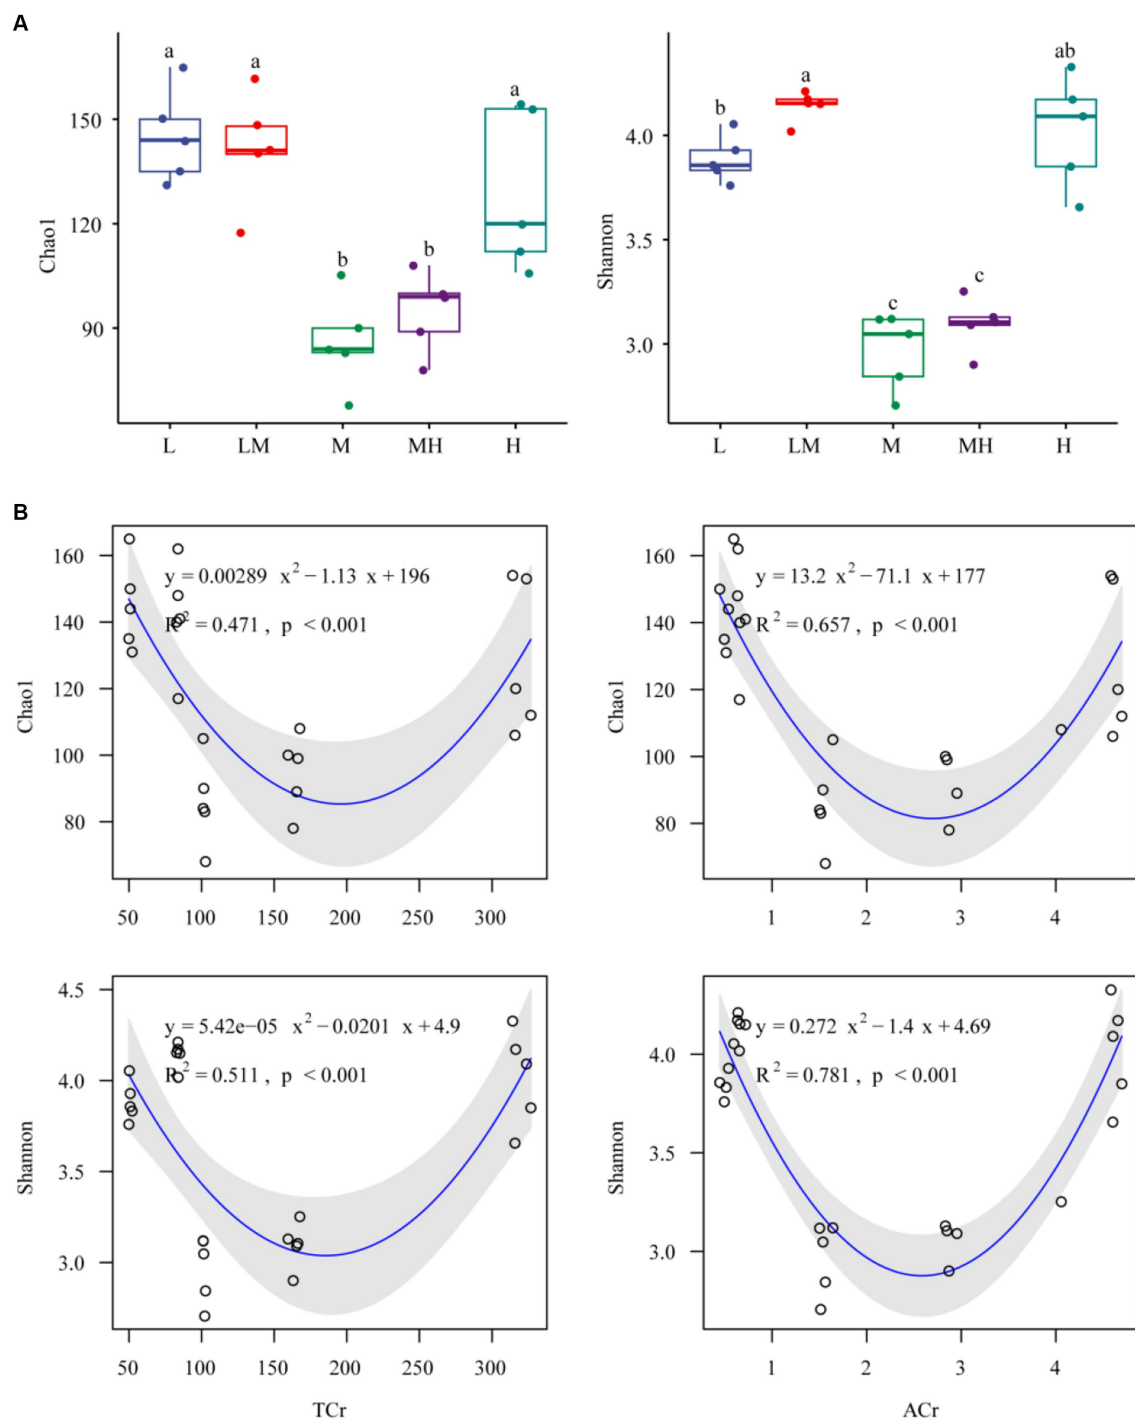 A
a
a
a
b
b
150
120
90
Chao1
L
LM
M
MH
H
b
a
ab
c
c
4.0
3.5
3.0
Shannon
L
LM
M
MH
H
B
160
140
120
100
80
Chao1
y = 0.00289 x² − 1.13 x + 196
R² = 0.471 , p < 0.001
50 100 150 200 250 300
160
140
120
100
80
Chao1
y = 13.2 x² − 71.1 x + 177
R² = 0.657 , p < 0.001
1 2 3 4
4.5
4.0
3.5
3.0
Shannon
y = 5.42e−05 x² − 0.0201 x + 4.9
R² = 0.511 , p < 0.001
50 100 150 200 250 300
TCr
4.0
3.5
3.0
Shannon
y = 0.272 x² − 1.4 x + 4.69
R² = 0.781 , p < 0.001
1 2 3 4
ACr